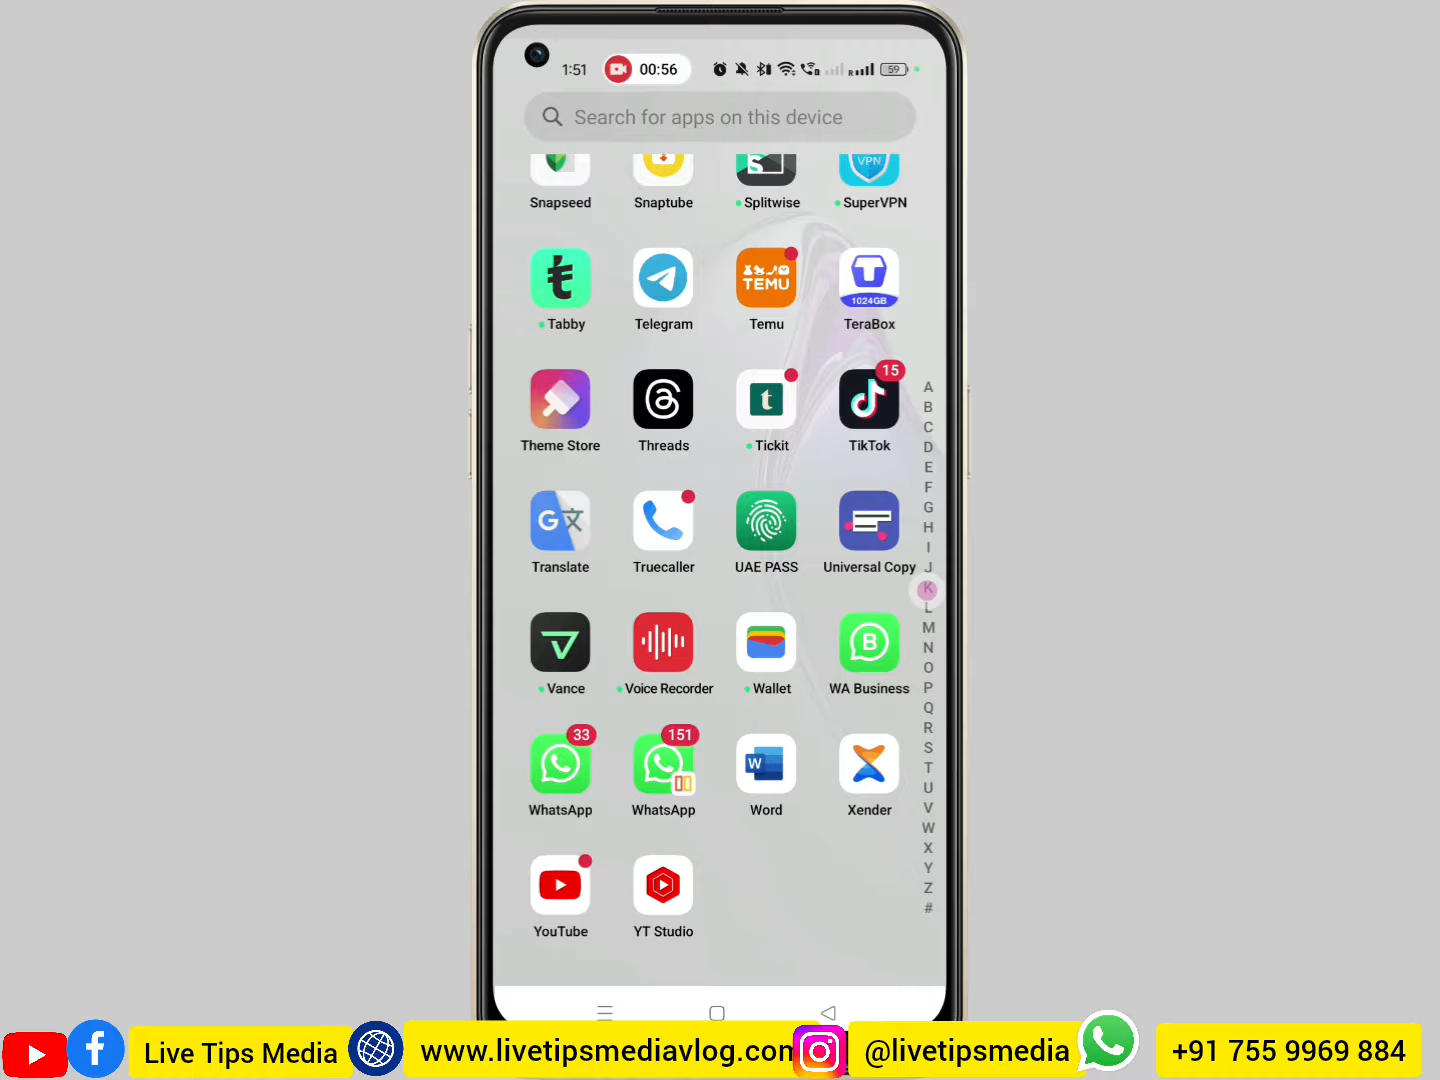 1:51 00:56 59
Search for apps on this device
VPN
Snapseed Snaptube Splitwise SuperVPN
TEMU 1024GB
Tabby Telegram Temu TeraBox
15
Theme Store Threads Tickit TikTok
Translate Truecaller UAE PASS Universal Copy
Vance Voice Recorder Wallet WA Business
33 151
WhatsApp WhatsApp Word Xender
YouTube YT Studio
A
B
C
D
E
F
G
H
I
J
K
L
M
N
O
P
Q
R
S
T
U
V
W
X
Y
Z
#
Live Tips Media www.livetipsmediavlog.com @livetipsmedia +91 755 9969 884